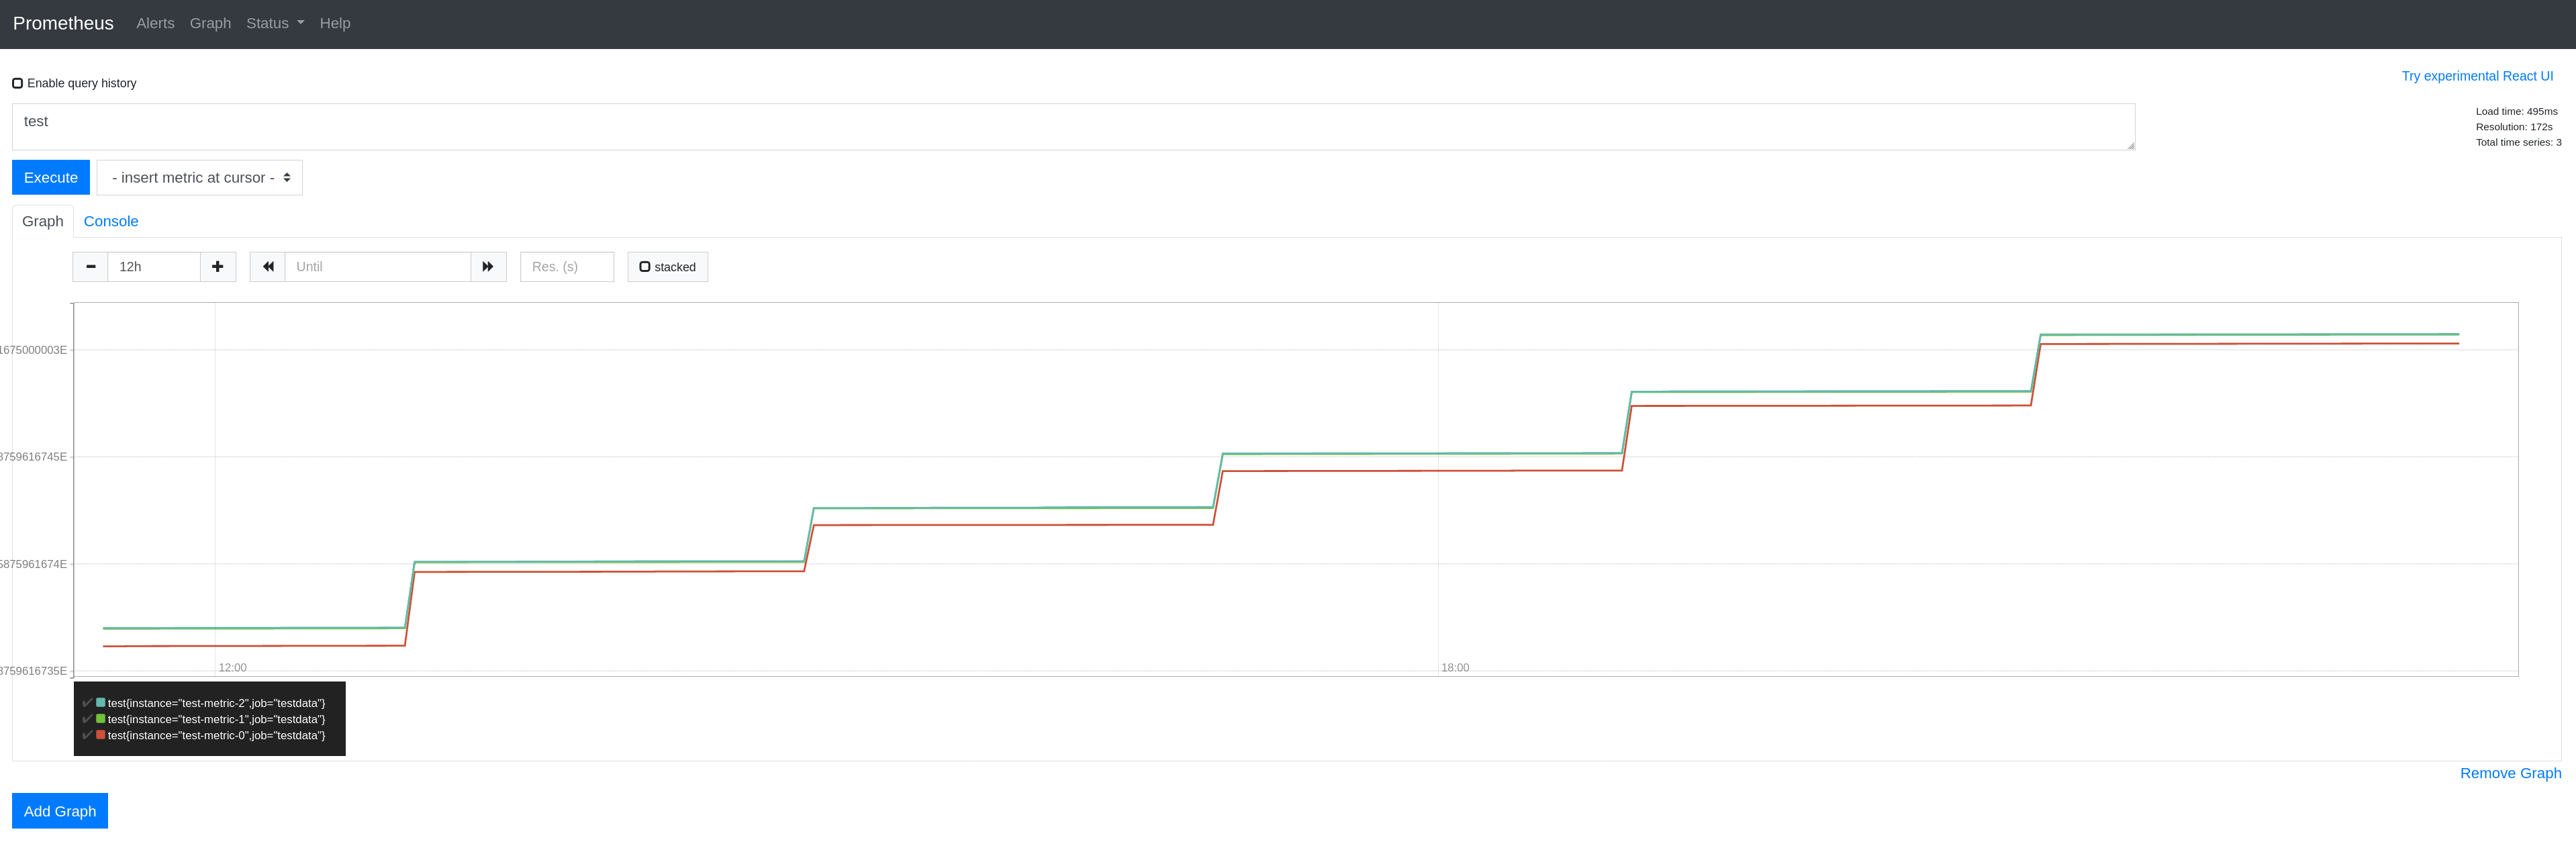 Prometheus Alerts Graph Status Help
Enable query history
Try experimental React UI
test
Load time: 495ms
Resolution: 172s
Total time series: 3
Execute
- insert metric at cursor -
Graph Console
12h
Until
Res. (s)
stacked
1675000003E
3759616745E
5875961674E
3759616735E
12:00
18:00
✔ test{instance="test-metric-2",job="testdata"}
✔ test{instance="test-metric-1",job="testdata"}
✔ test{instance="test-metric-0",job="testdata"}
Remove Graph
Add Graph